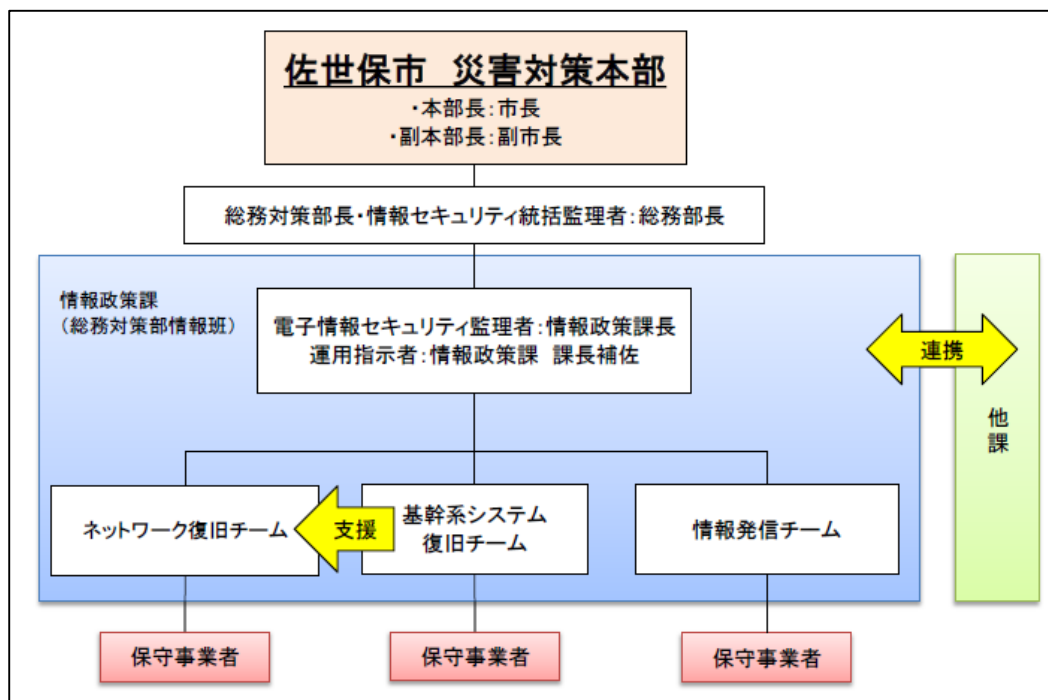 佐世保市 災害対策本部
・本部長：市長
・副本部長：副市長
総務対策部長・情報セキュリティ統括監理者：総務部長
情報政策課
（総務対策部情報班）
電子情報セキュリティ監理者：情報政策課長
運用指示者：情報政策課 課長補佐
連携
他課
ネットワーク復旧チーム
支援
基幹系システム
復旧チーム
情報発信チーム
保守事業者
保守事業者
保守事業者